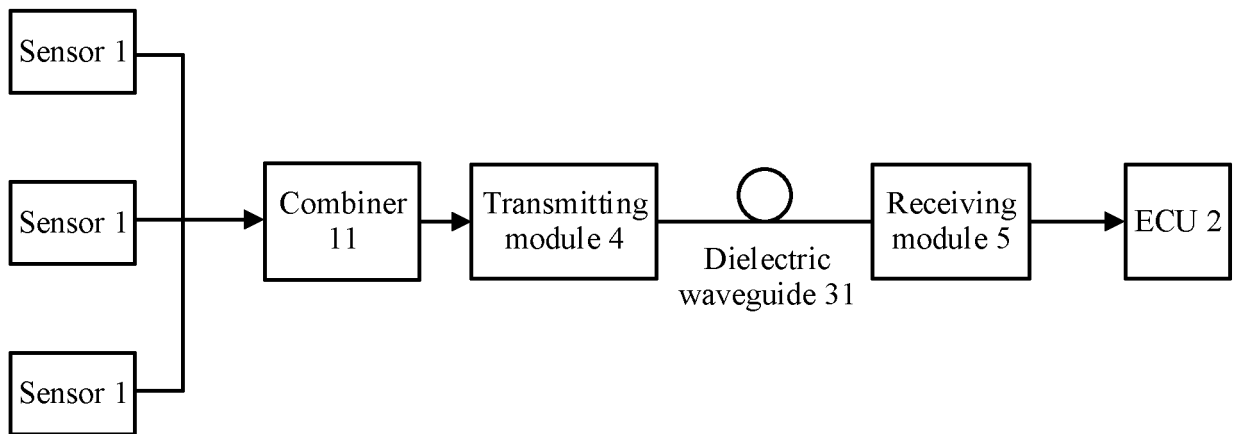 Sensor 1
Sensor 1
Sensor 1
Combiner
11
Transmitting
module 4
Dielectric
waveguide 31
Receiving
module 5
ECU 2